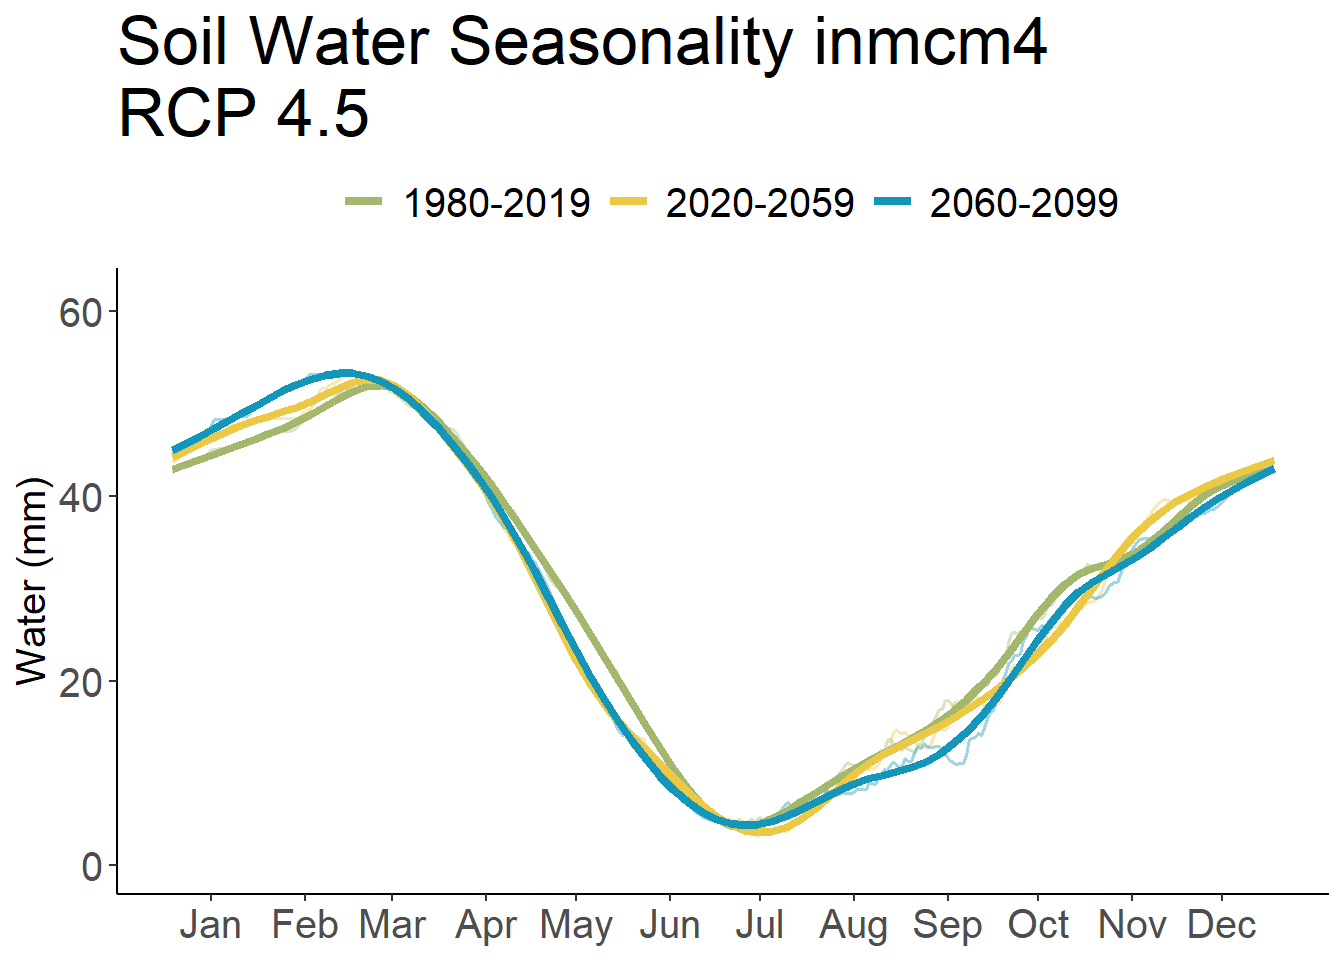 Soil Water Seasonality inmcm4
RCP 4.5
1980-2019 2020-2059 2060-2099
60
40
20
0
Water (mm)
Jan Feb Mar Apr May Jun Jul Aug Sep Oct Nov Dec